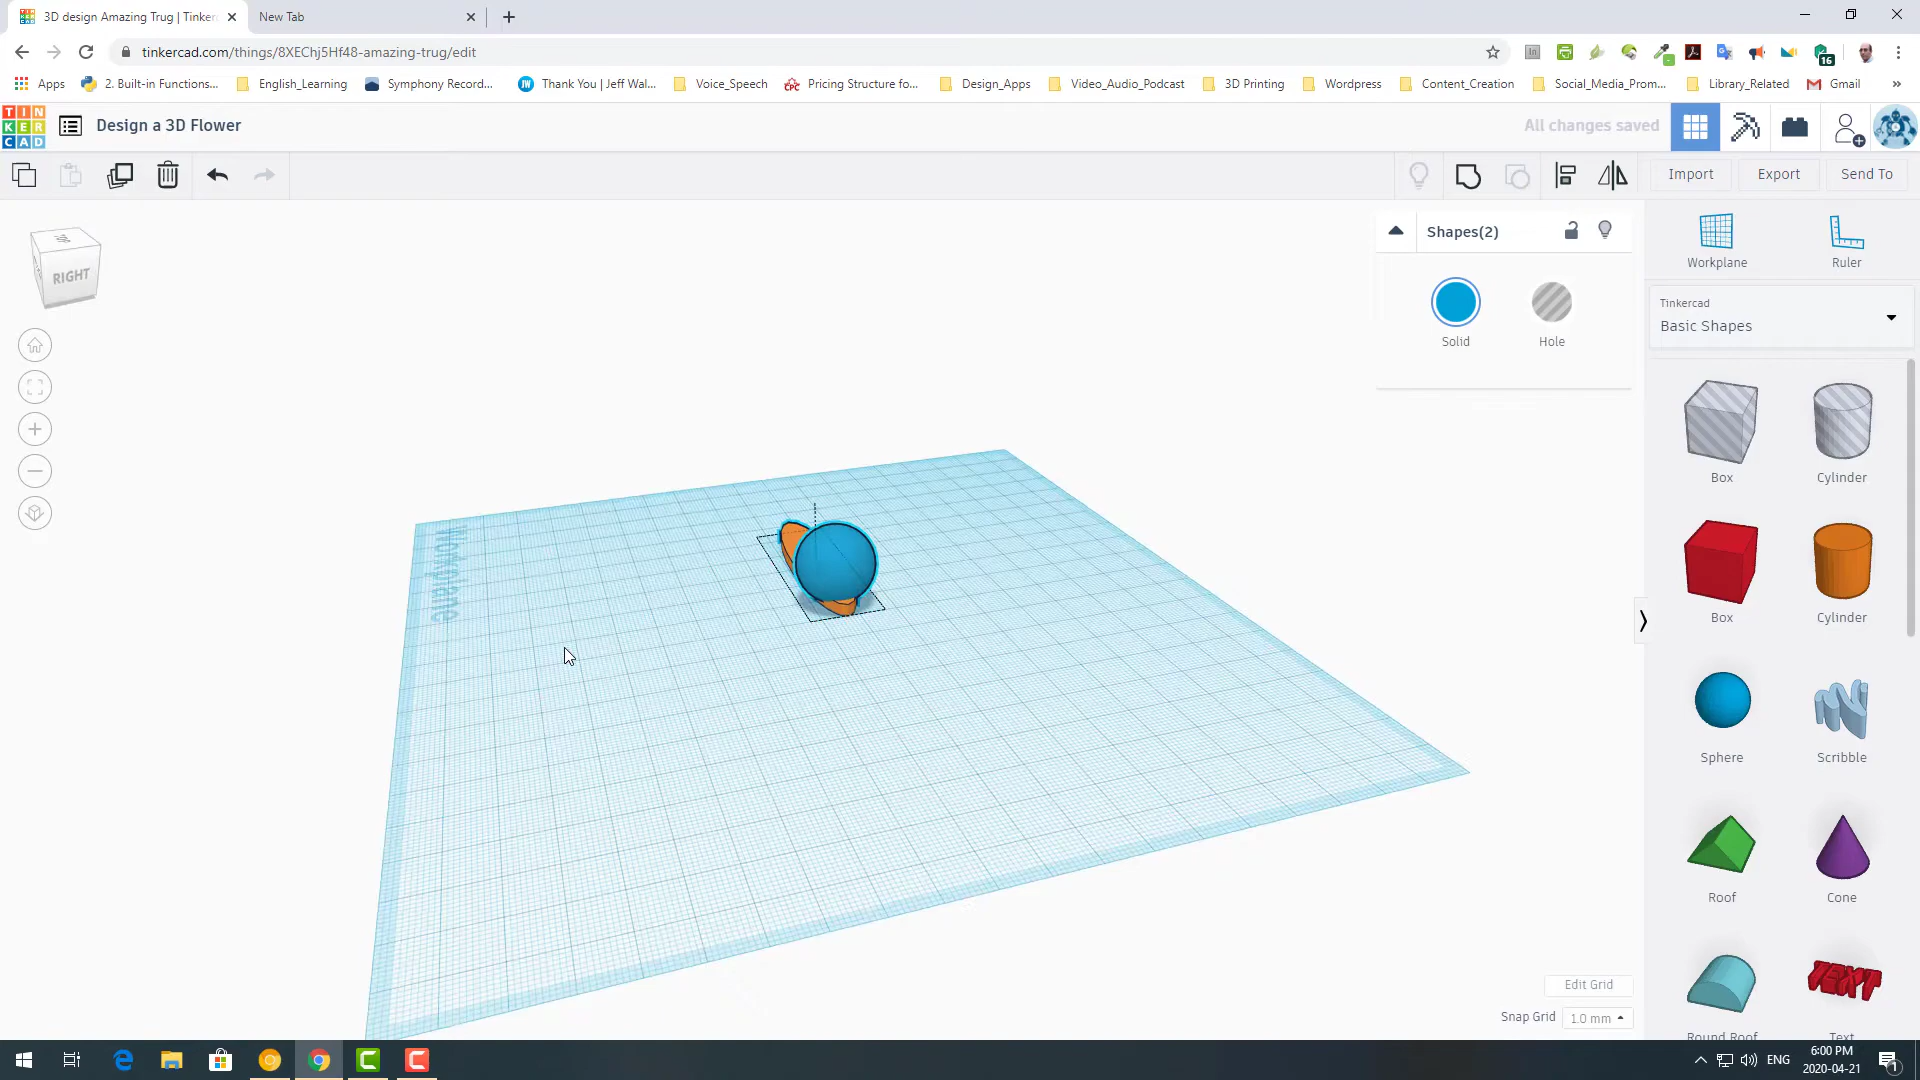 3D design Amazing Trug | Tinker
New Tab
tinkercad.com/things/8XEChj5Hf48-amazing-trug/edit
16
Apps
2. Built-in Functions...
English_Learning
Symphony Record...
JW
Thank You | Jeff Wal...
Voice_Speech
Pricing Structure fo...
Design_Apps
Video_Audio_Podcast
3D Printing
Wordpress
Content_Creation
Social_Media_Prom...
Library_Related
Gmail
»
TIN
KER
CAD
Design a 3D Flower
All changes saved
Import
Export
Send To
RIGHT
Shapes(2)
Solid
Hole
Workplane
Ruler
Tinkercad
Basic Shapes
Box
Cylinder
Box
Cylinder
Sphere
Scribble
Roof
Cone
TEXT
Round Roof
Text
Workplane
Edit Grid
Snap Grid
1.0 mm
ENG
6:00 PM
2020-04-21
1